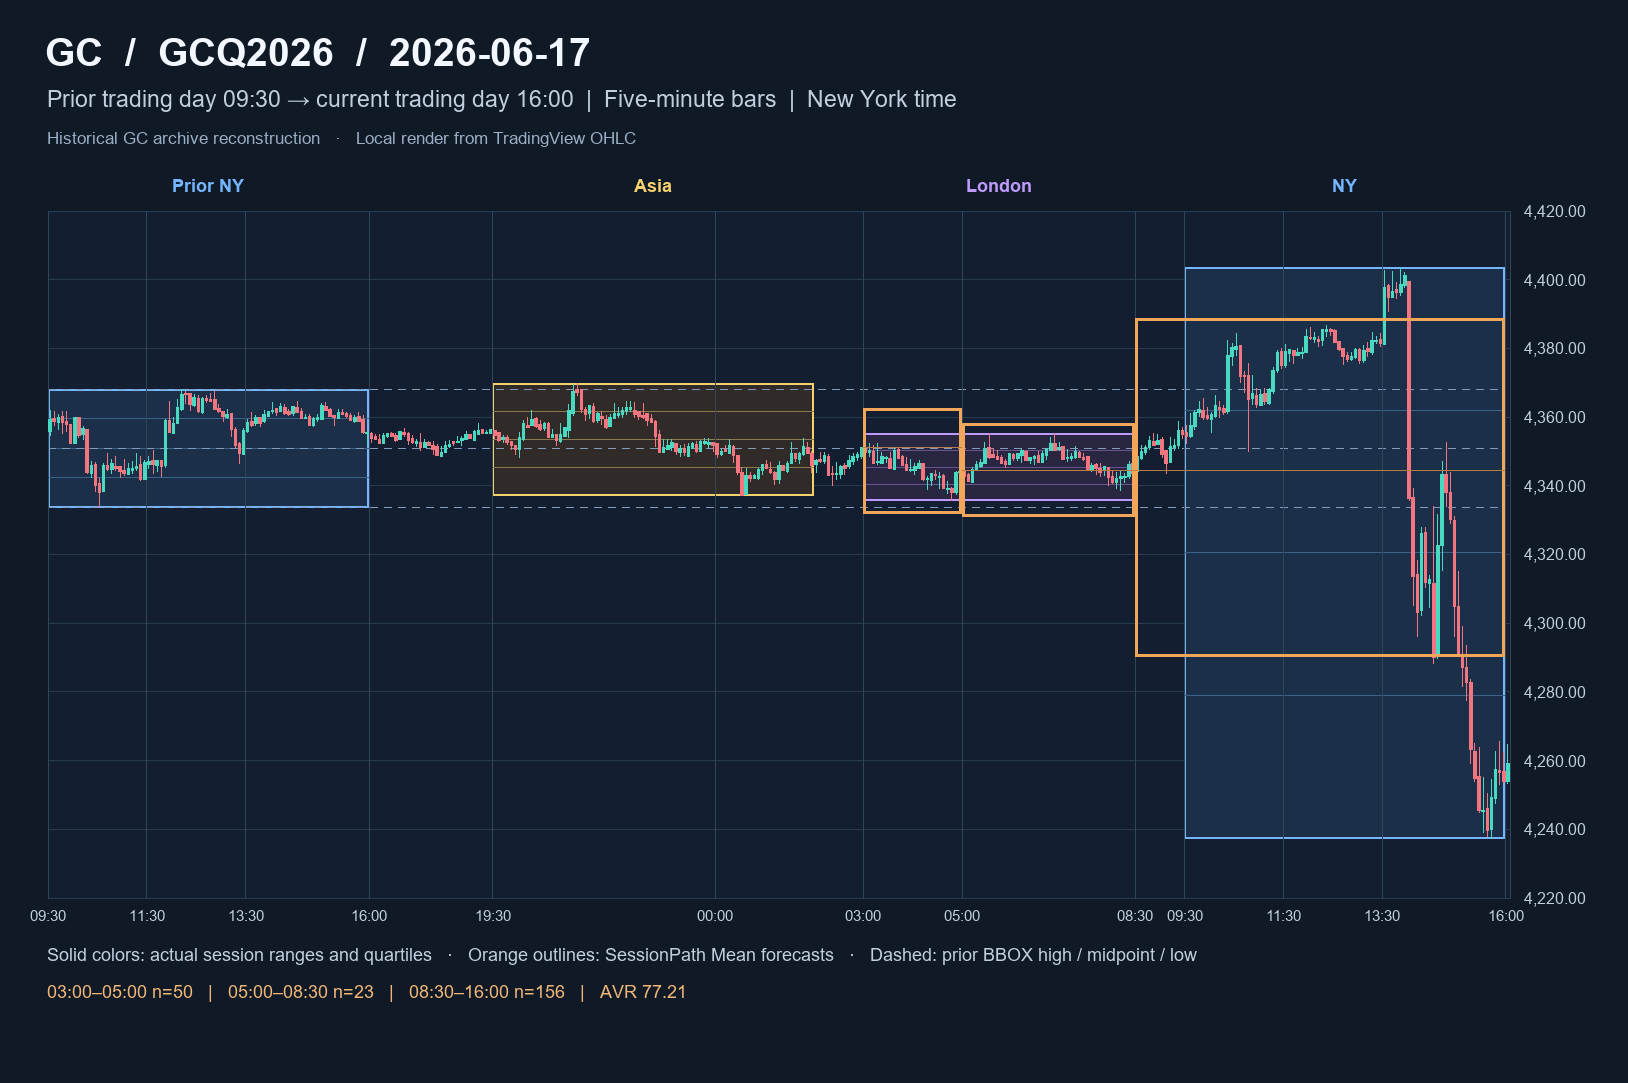 GC / GCQ2026 / 2026-06-17
Prior trading day 09:30 → current trading day 16:00 | Five-minute bars | New York time
Historical GC archive reconstruction · Local render from TradingView OHLC
Prior NY Asia London NY
4,420.00
4,400.00
4,380.00
4,360.00
4,340.00
4,320.00
4,300.00
4,280.00
4,260.00
4,240.00
4,220.00
09:30 11:30 13:30 16:00 19:30 00:00 03:00 05:00 08:30 09:30 11:30 13:30 16:00
Solid colors: actual session ranges and quartiles · Orange outlines: SessionPath Mean forecasts · Dashed: prior BBOX high / midpoint / low
03:00–05:00 n=50 | 05:00–08:30 n=23 | 08:30–16:00 n=156 | AVR 77.21